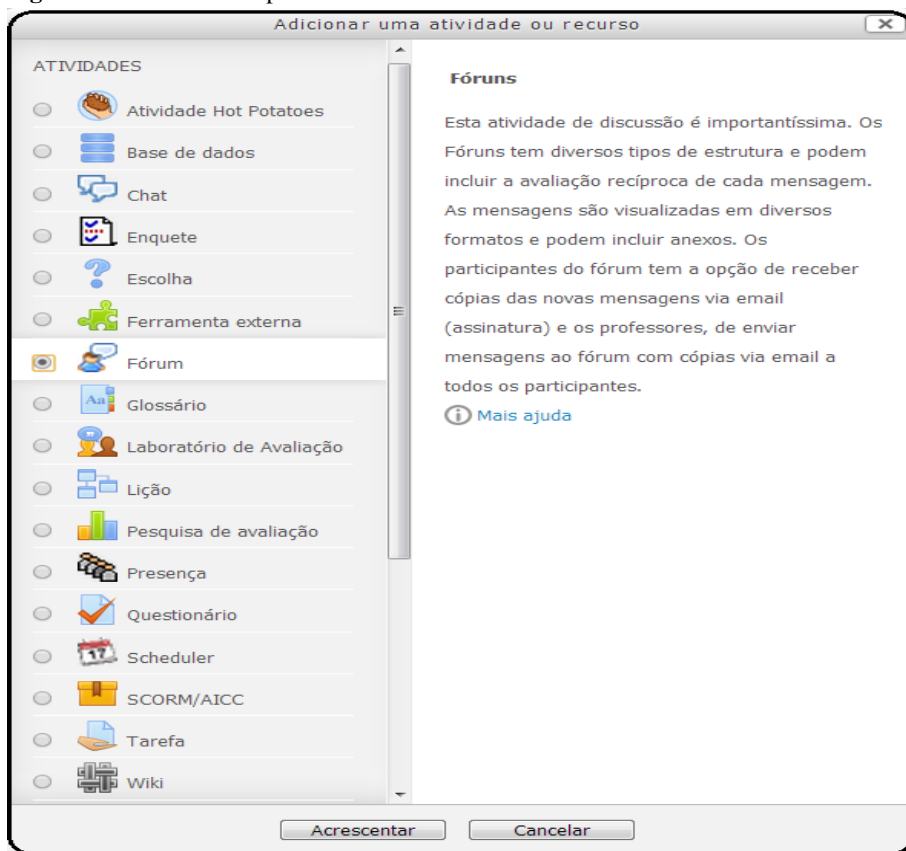 Adicionar uma atividade ou recurso
ATIVIDADES
Atividade Hot Potatoes
Base de dados
Chat
Enquete
Escolha
Ferramenta externa
Fórum
Glossário
Laboratório de Avaliação
Lição
Pesquisa de avaliação
Presença
Questionário
Scheduler
SCORM/AICC
Tarefa
Wiki
Fóruns
Esta atividade de discussão é importantíssima. Os
Fóruns tem diversos tipos de estrutura e podem
incluir a avaliação recíproca de cada mensagem.
As mensagens são visualizadas em diversos
formatos e podem incluir anexos. Os
participantes do fórum tem a opção de receber
cópias das novas mensagens via email
(assinatura) e os professores, de enviar
mensagens ao fórum com cópias via email a
todos os participantes.
Mais ajuda
Acrescentar
Cancelar